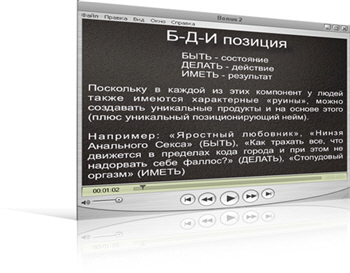 Вилюк 2
Файл Правка Вид Окно Справка
Б-Д-И позиция
БЫТЬ - состояние
ДЕЛАТЬ - действие
ИМЕТЬ - результат
Поскольку в каждой из этих компонент у людей
также имеются характерные «руины», можно
создавать уникальные продукты и на основе этого
(плюс уникальный позиционирующий нейм).
Например: «Яростный любовник», «Нинзя
Анального Секса» (БЫТЬ), «Как трахать все, что
движется в пределах кода города и при этом не
надорвать себе фаллос?» (ДЕЛАТЬ), «Стопудовый
оргазм» (ИМЕТЬ)
00:01:02